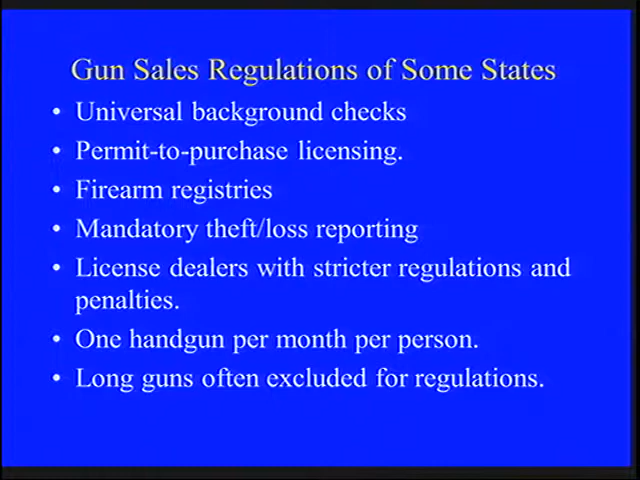 Gun Sales Regulations of Some States
• Universal background checks
• Permit-to-purchase licensing.
• Firearm registries
• Mandatory theft/loss reporting
• License dealers with stricter regulations and
penalties.
• One handgun per month per person.
• Long guns often excluded for regulations.